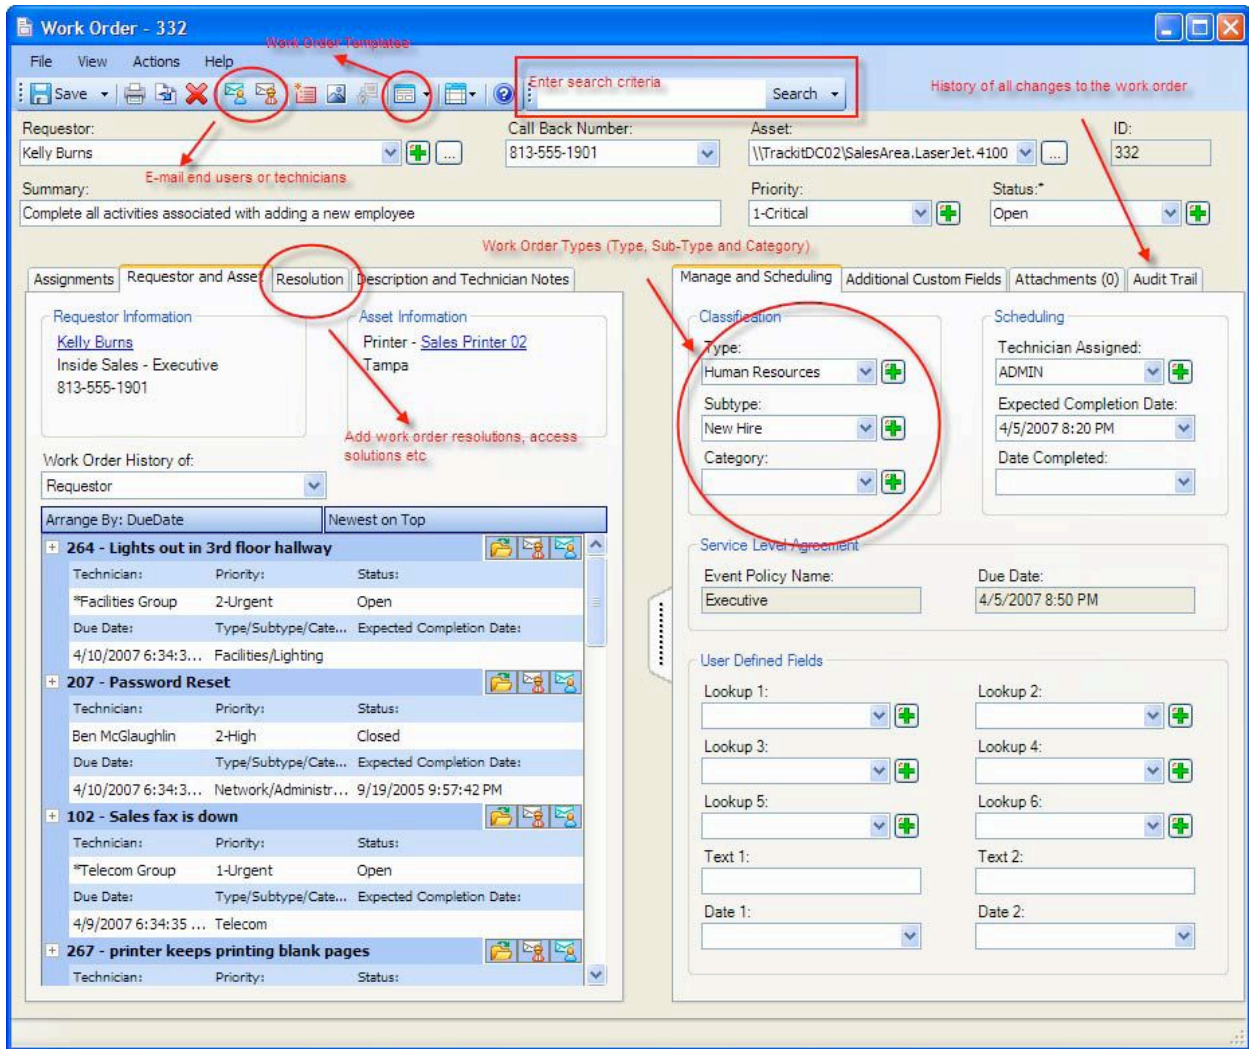 Work Order - 332
Work Order Templates
File View Actions Help
Save
Enter search criteria
Search
History of all changes to the work order
Requestor: Call Back Number: Asset: ID:
Kelly Burns ... 813-555-1901 \\TrackitDC02\SalesArea.LaserJet.4100 ... 332
E-mail end users or technicians
Summary: Priority: Status:*
Complete all activities associated with adding a new employee 1-Critical Open
Work Order Types (Type, Sub-Type and Category)
Assignments Requestor and Asset Resolution Description and Technician Notes
Manage and Scheduling Additional Custom Fields Attachments (0) Audit Trail
Requestor Information
Kelly Burns
Inside Sales - Executive
813-555-1901
Asset Information
Printer - Sales Printer 02
Tampa
Add work order resolutions, access
solutions etc
Work Order History of:
Requestor
Arrange By: DueDate Newest on Top
264 - Lights out in 3rd floor hallway
Technician: Priority: Status:
*Facilities Group 2-Urgent Open
Due Date: Type/Subtype/Cate... Expected Completion Date:
4/10/2007 6:34:3... Facilities/Lighting
207 - Password Reset
Technician: Priority: Status:
Ben McGlaughlin 2-High Closed
Due Date: Type/Subtype/Cate... Expected Completion Date:
4/10/2007 6:34:3... Network/Administr... 9/19/2005 9:57:42 PM
102 - Sales fax is down
Technician: Priority: Status:
*Telecom Group 1-Urgent Open
Due Date: Type/Subtype/Cate... Expected Completion Date:
4/9/2007 6:34:35 ... Telecom
267 - printer keeps printing blank pages
Technician: Priority: Status:
Classification
Type:
Human Resources
Subtype:
New Hire
Category:
Scheduling
Technician Assigned:
ADMIN
Expected Completion Date:
4/5/2007 8:20 PM
Date Completed:
Service Level Agreement
Event Policy Name: Due Date:
Executive 4/5/2007 8:50 PM
User Defined Fields
Lookup 1: Lookup 2:
Lookup 3: Lookup 4:
Lookup 5: Lookup 6:
Text 1: Text 2:
Date 1: Date 2: